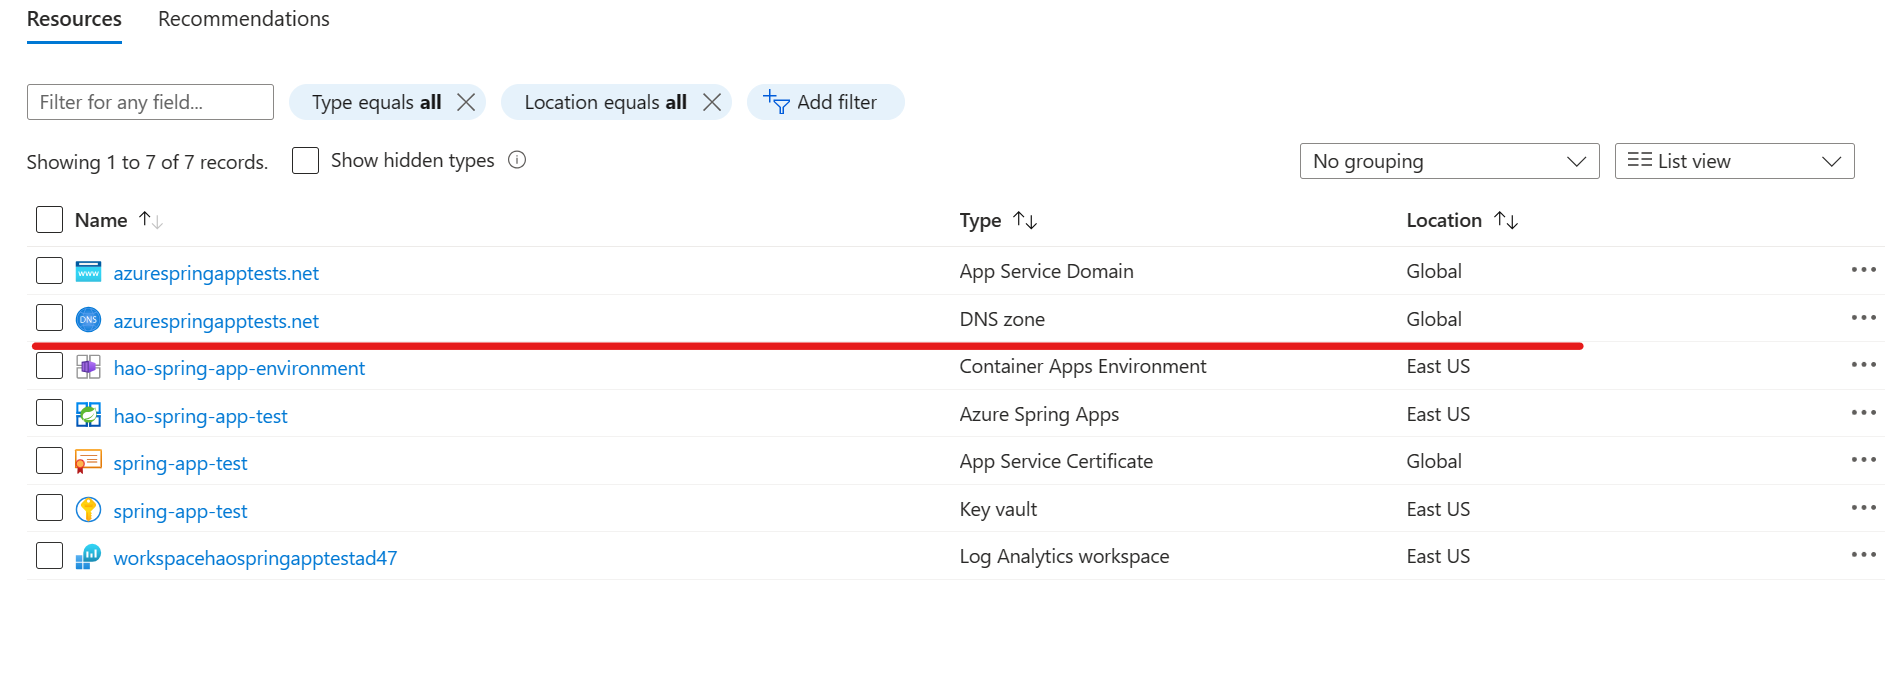 Resources Recommendations
Filter for any field... Type equals all Location equals all Add filter
Showing 1 to 7 of 7 records. Show hidden types No grouping List view
Name Type Location
www azurespringapptests.net App Service Domain Global
DNS azurespringapptests.net DNS zone Global
hao-spring-app-environment Container Apps Environment East US
hao-spring-app-test Azure Spring Apps East US
spring-app-test App Service Certificate Global
spring-app-test Key vault East US
workspacehaospringapptestad47 Log Analytics workspace East US